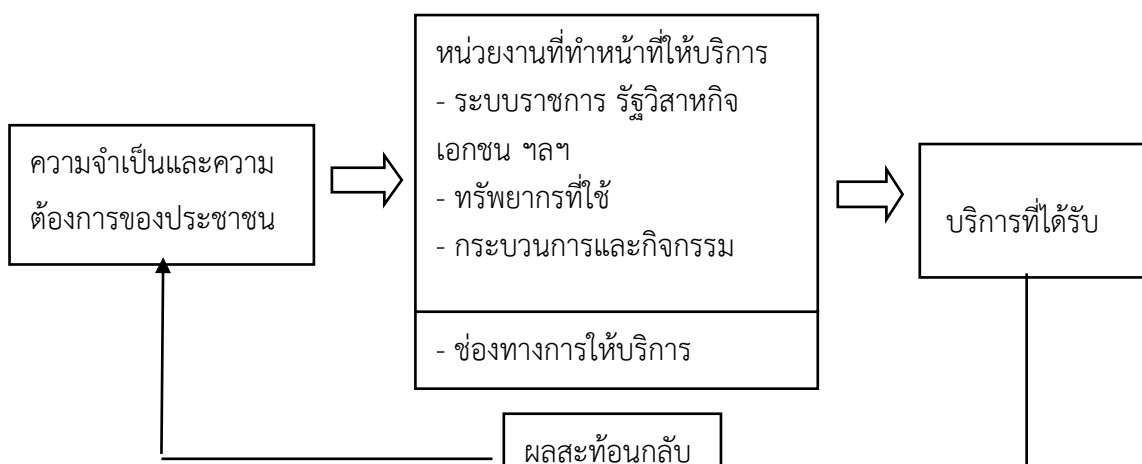 ความจำเป็นและความ
ต้องการของประชาชน
หน่วยงานที่ทำหน้าที่ให้บริการ
- ระบบราชการ รัฐวิสาหกิจ
เอกชน ฯลฯ
- ทรัพยากรที่ใช้
- กระบวนการและกิจกรรม
- ช่องทางการให้บริการ
บริการที่ได้รับ
ผลสะท้อนกลับ